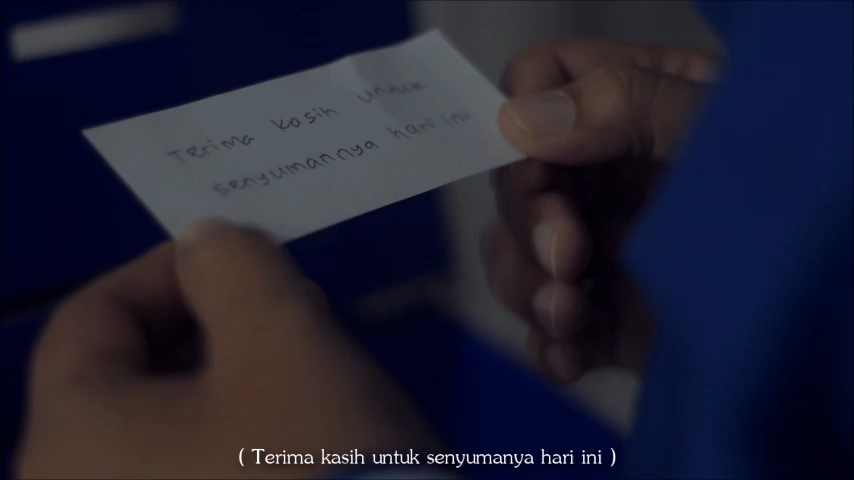 Terima kasih untuk
senyumannya hari ini
( Terima kasih untuk senyumanya hari ini )